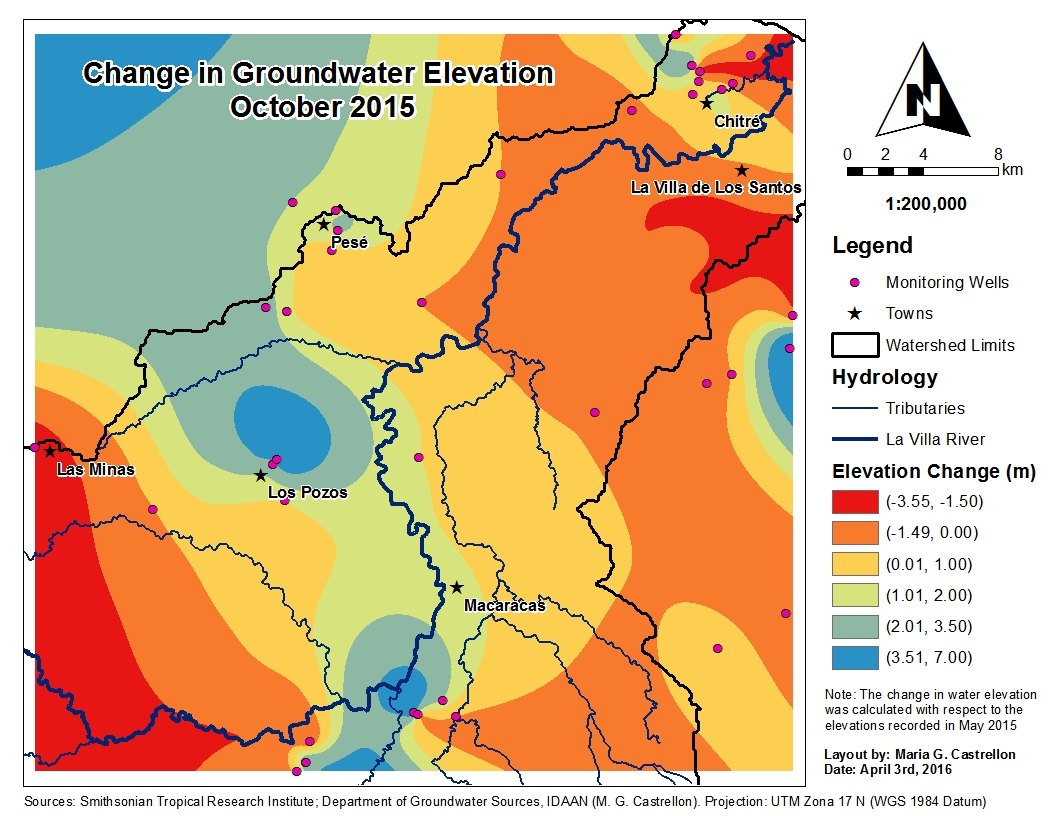 Change in Groundwater Elevation
October 2015
Chitré
La Villa de Los Santos
Pesé
Las Minas
Los Pozos
Macaracas
N
0 2 4 8
km
1:200,000
Legend
Monitoring Wells
Towns
Watershed Limits
Hydrology
Tributaries
La Villa River
Elevation Change (m)
(-3.55, -1.50)
(-1.49, 0.00)
(0.01, 1.00)
(1.01, 2.00)
(2.01, 3.50)
(3.51, 7.00)
Note: The change in water elevation
was calculated with respect to the
elevations recorded in May 2015
Layout by: Maria G. Castrellon
Date: April 3rd, 2016
Sources: Smithsonian Tropical Research Institute; Department of Groundwater Sources, IDAAN (M. G. Castrellon). Projection: UTM Zona 17 N (WGS 1984 Datum)